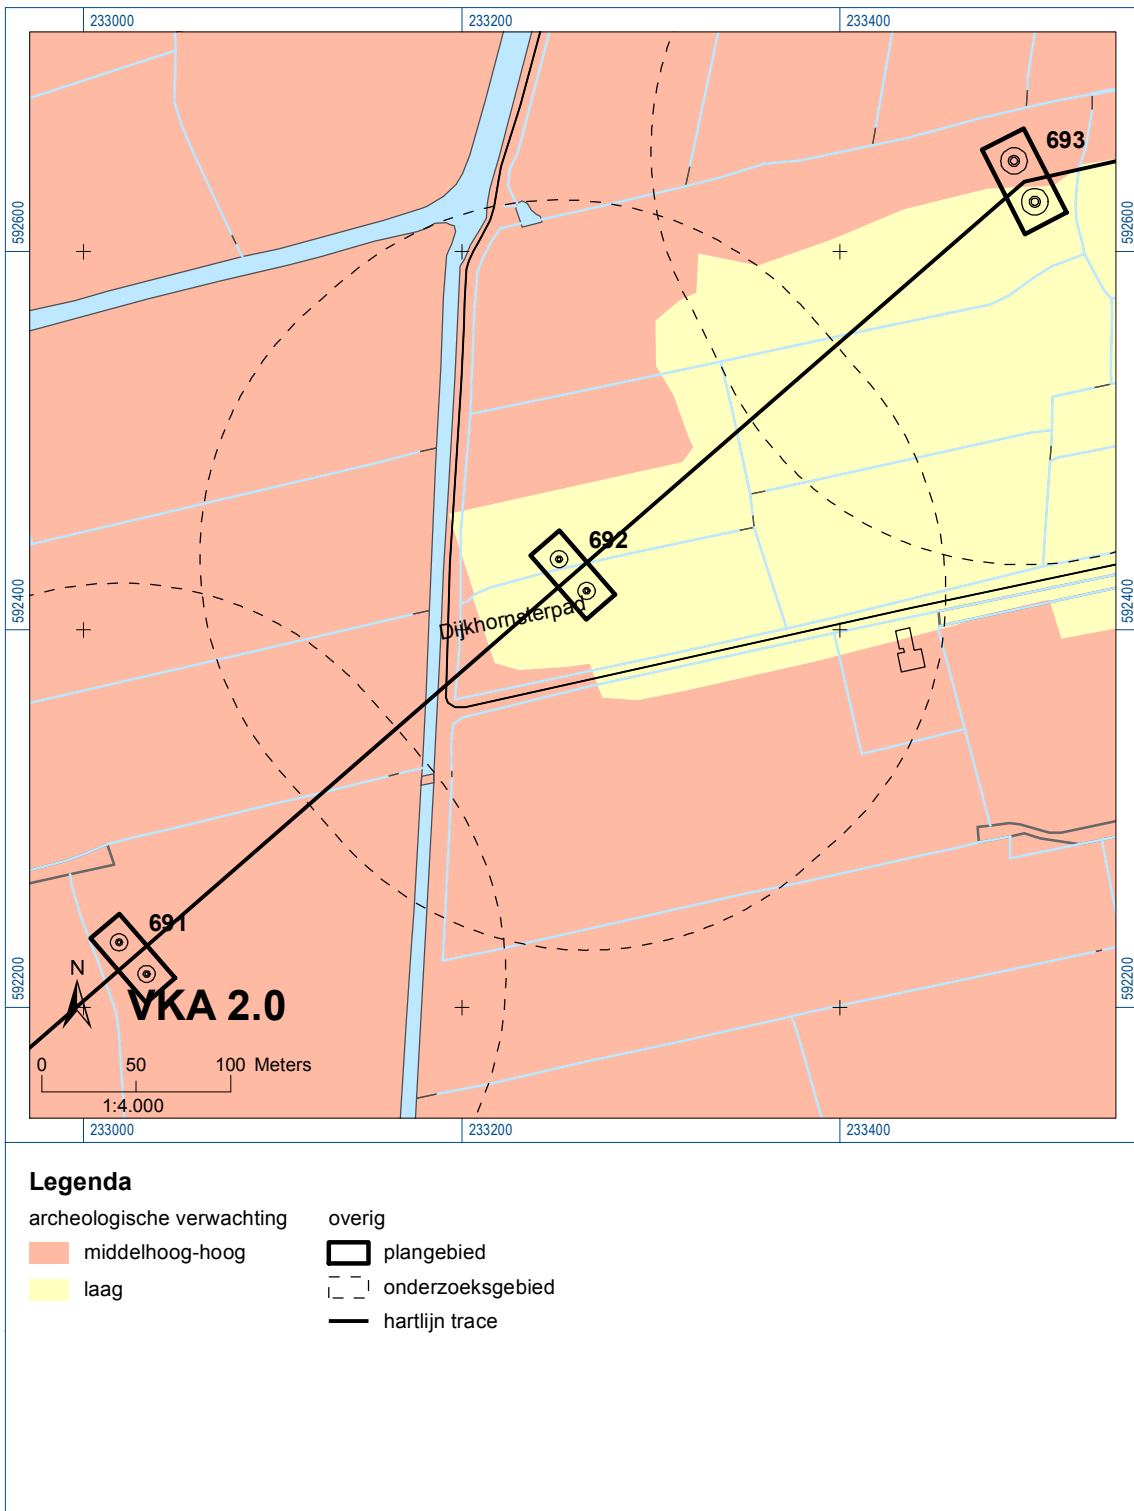 233000 233200 233400
693
592600 592600
692
Dijkhornsterpad
592400 592400
691
592200 592200
N
VKA 2.0
0 50 100 Meters
1:4.000
233000 233200 233400
Legenda
archeologische verwachting overig
middelhoog-hoog plangebied
laag onderzoeksgebied
hartlijn trace